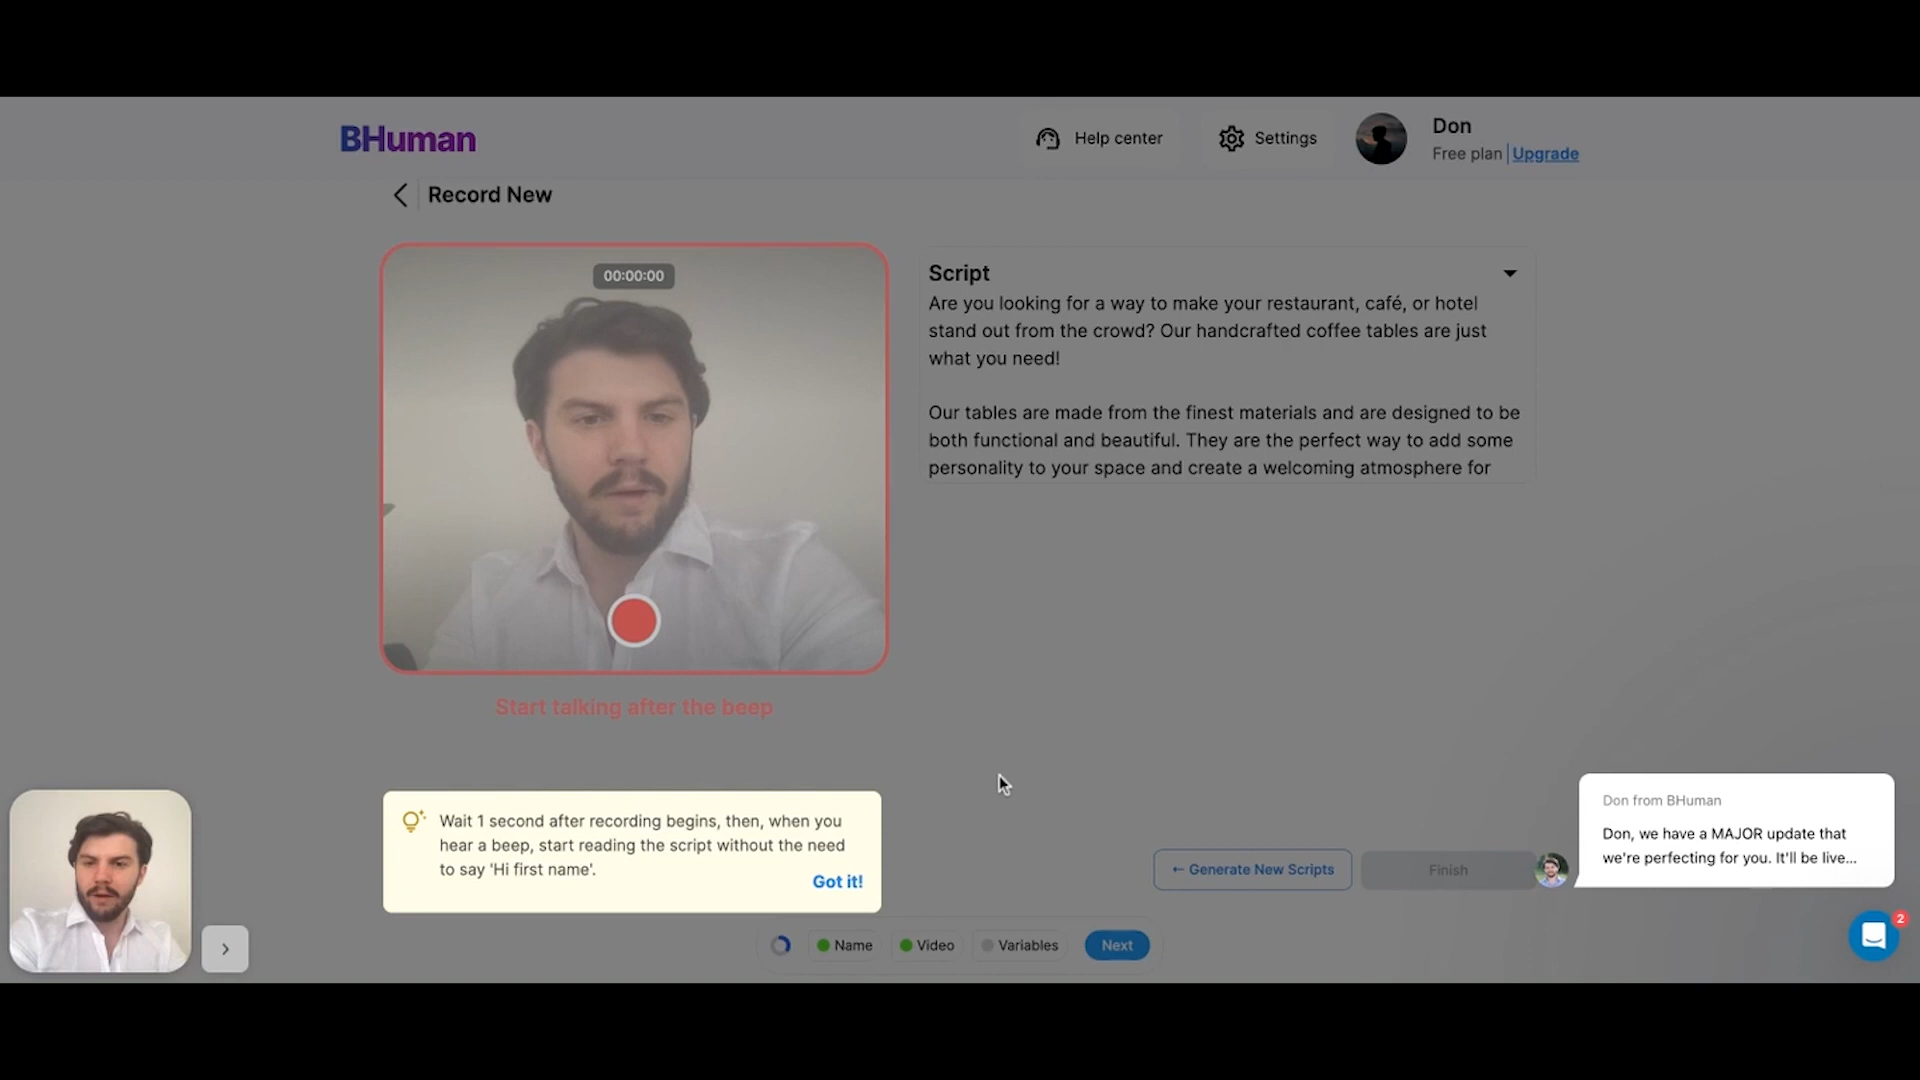 BHuman
Help center
Settings
Don
Free plan | Upgrade
Record New
00:00:00
Script
Are you looking for a way to make your restaurant, café, or hotel
stand out from the crowd? Our handcrafted coffee tables are just
what you need!
Our tables are made from the finest materials and are designed to be
both functional and beautiful. They are the perfect way to add some
personality to your space and create a welcoming atmosphere for
Start talking after the beep
Wait 1 second after recording begins, then, when you
hear a beep, start reading the script without the need
to say 'Hi first name'.
Got it!
← Generate New Scripts
Finish
Don from BHuman
Don, we have a MAJOR update that
we're perfecting for you. It'll be live...
Name
Video
Variables
Next
2